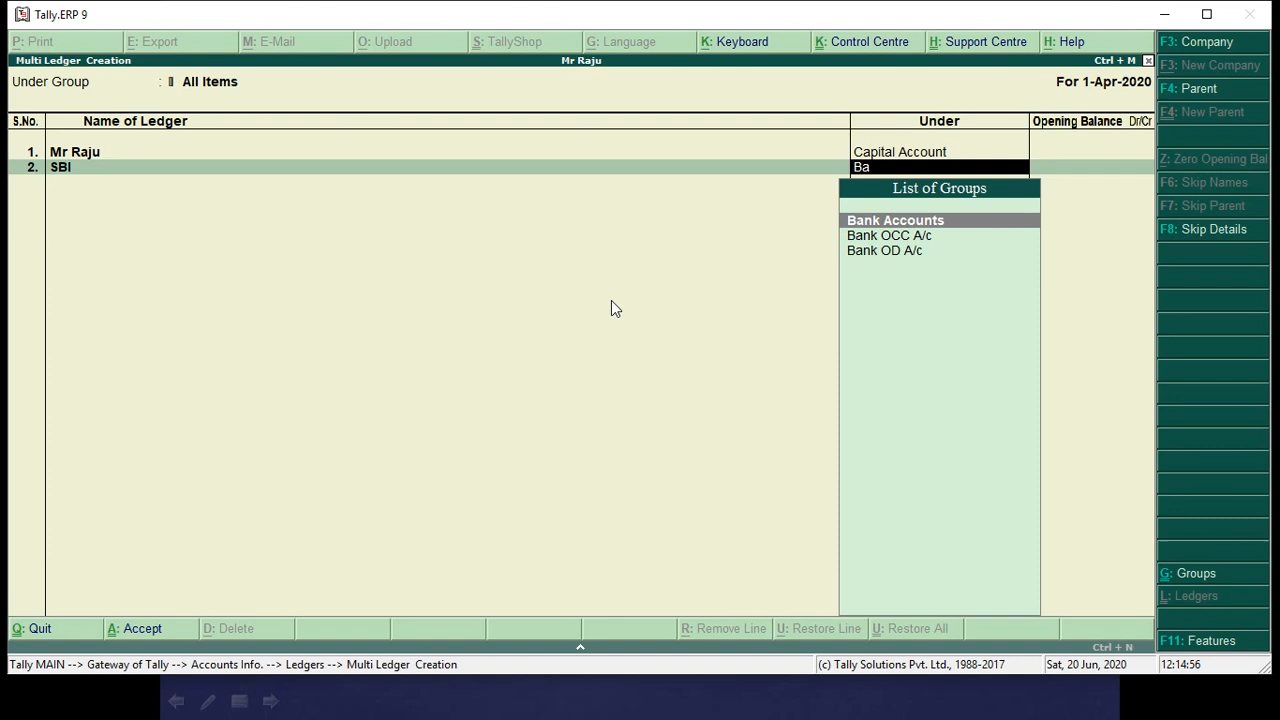 Tally.ERP 9
P: Print E: Export M: E-Mail O: Upload S: TallyShop G: Language K: Keyboard K: Control Centre H: Support Centre H: Help
Multi Ledger Creation Mr Raju Ctrl + M
Under Group : All Items For 1-Apr-2020
S.No. Name of Ledger Under Opening Balance Dr/Cr
1. Mr Raju Capital Account
2. SBI Ba
List of Groups
Bank Accounts
Bank OCC A/c
Bank OD A/c
F3: Company
F3: New Company
F4: Parent
F4: New Parent
Z: Zero Opening Bal
F6: Skip Names
F7: Skip Parent
F8: Skip Details
G: Groups
L: Ledgers
F11: Features
Q: Quit A: Accept D: Delete R: Remove Line U: Restore Line U: Restore All
Ctrl + N
Tally MAIN --> Gateway of Tally --> Accounts Info. --> Ledgers --> Multi Ledger Creation (c) Tally Solutions Pvt. Ltd., 1988-2017 Sat, 20 Jun, 2020 12:14:56